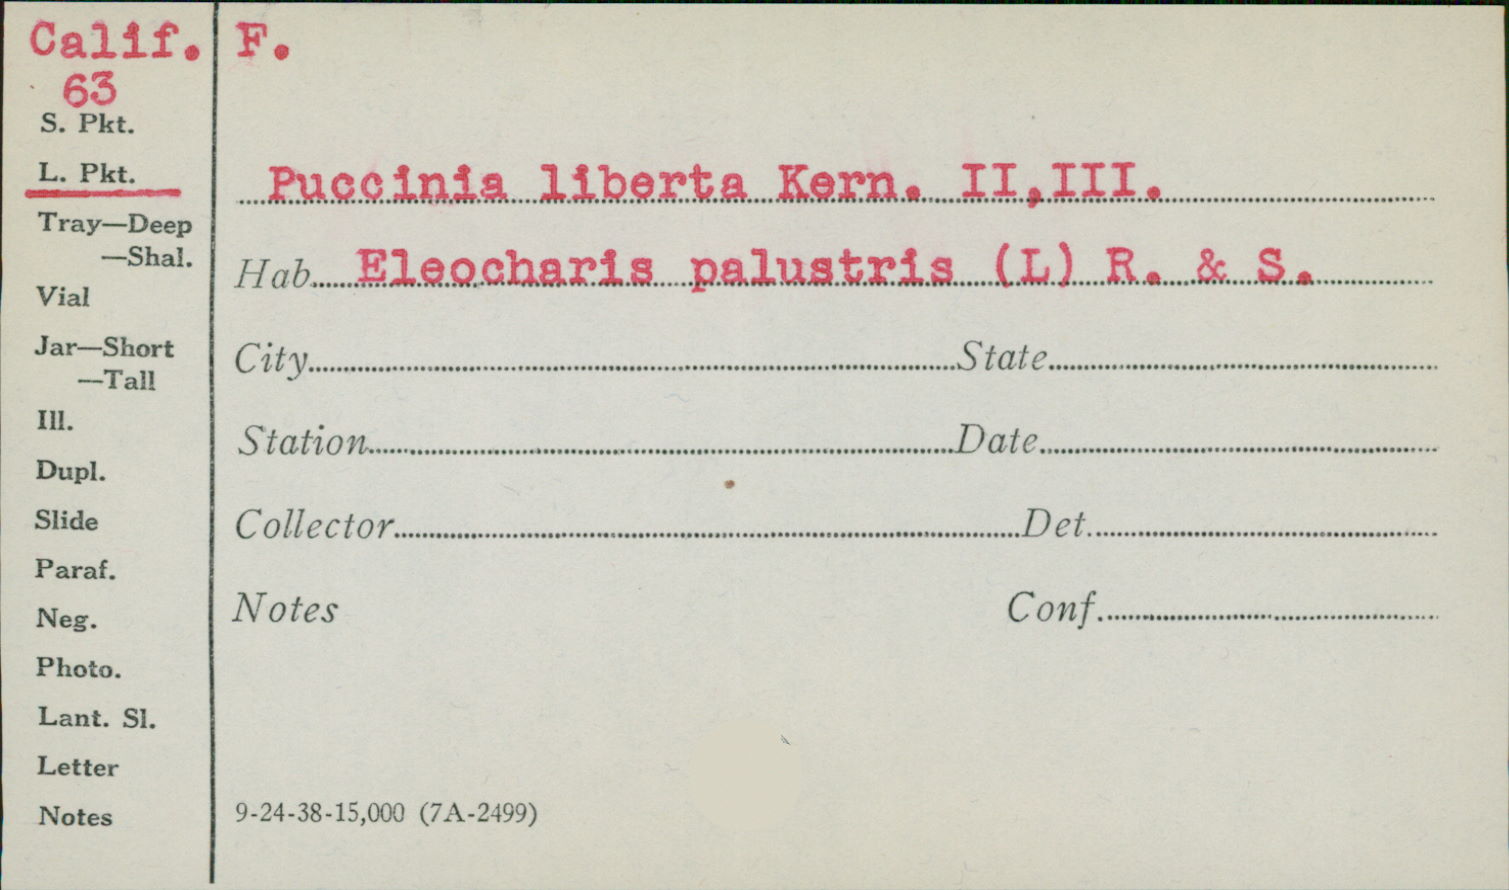 Calif.
63
S. Pkt.
L. Pkt.
Tray—Deep
—Shal.
Vial
Jar—Short
—Tall
Ill.
Dupl.
Slide
Paraf.
Neg.
Photo.
Lant. Sl.
Letter
Notes
F.
Puccinia liberta Kern. II,III.
Hab. Eleocharis palustris (L) R. & S.
City State
Station Date
Collector Det.
Notes Conf.
9-24-38-15,000 (7A-2499)